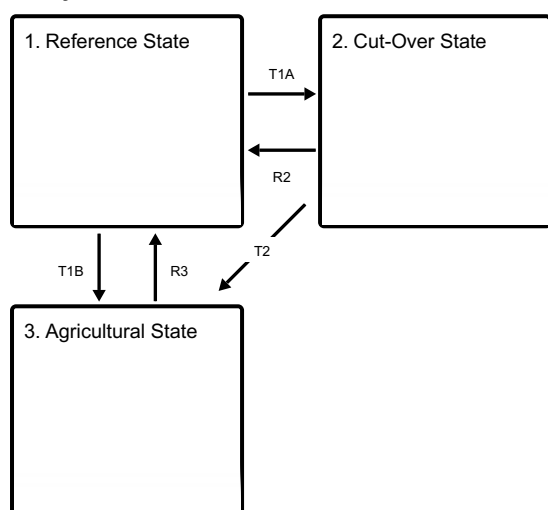 1. Reference State
2. Cut-Over State
T1A
R2
T2
T1B
R3
3. Agricultural State